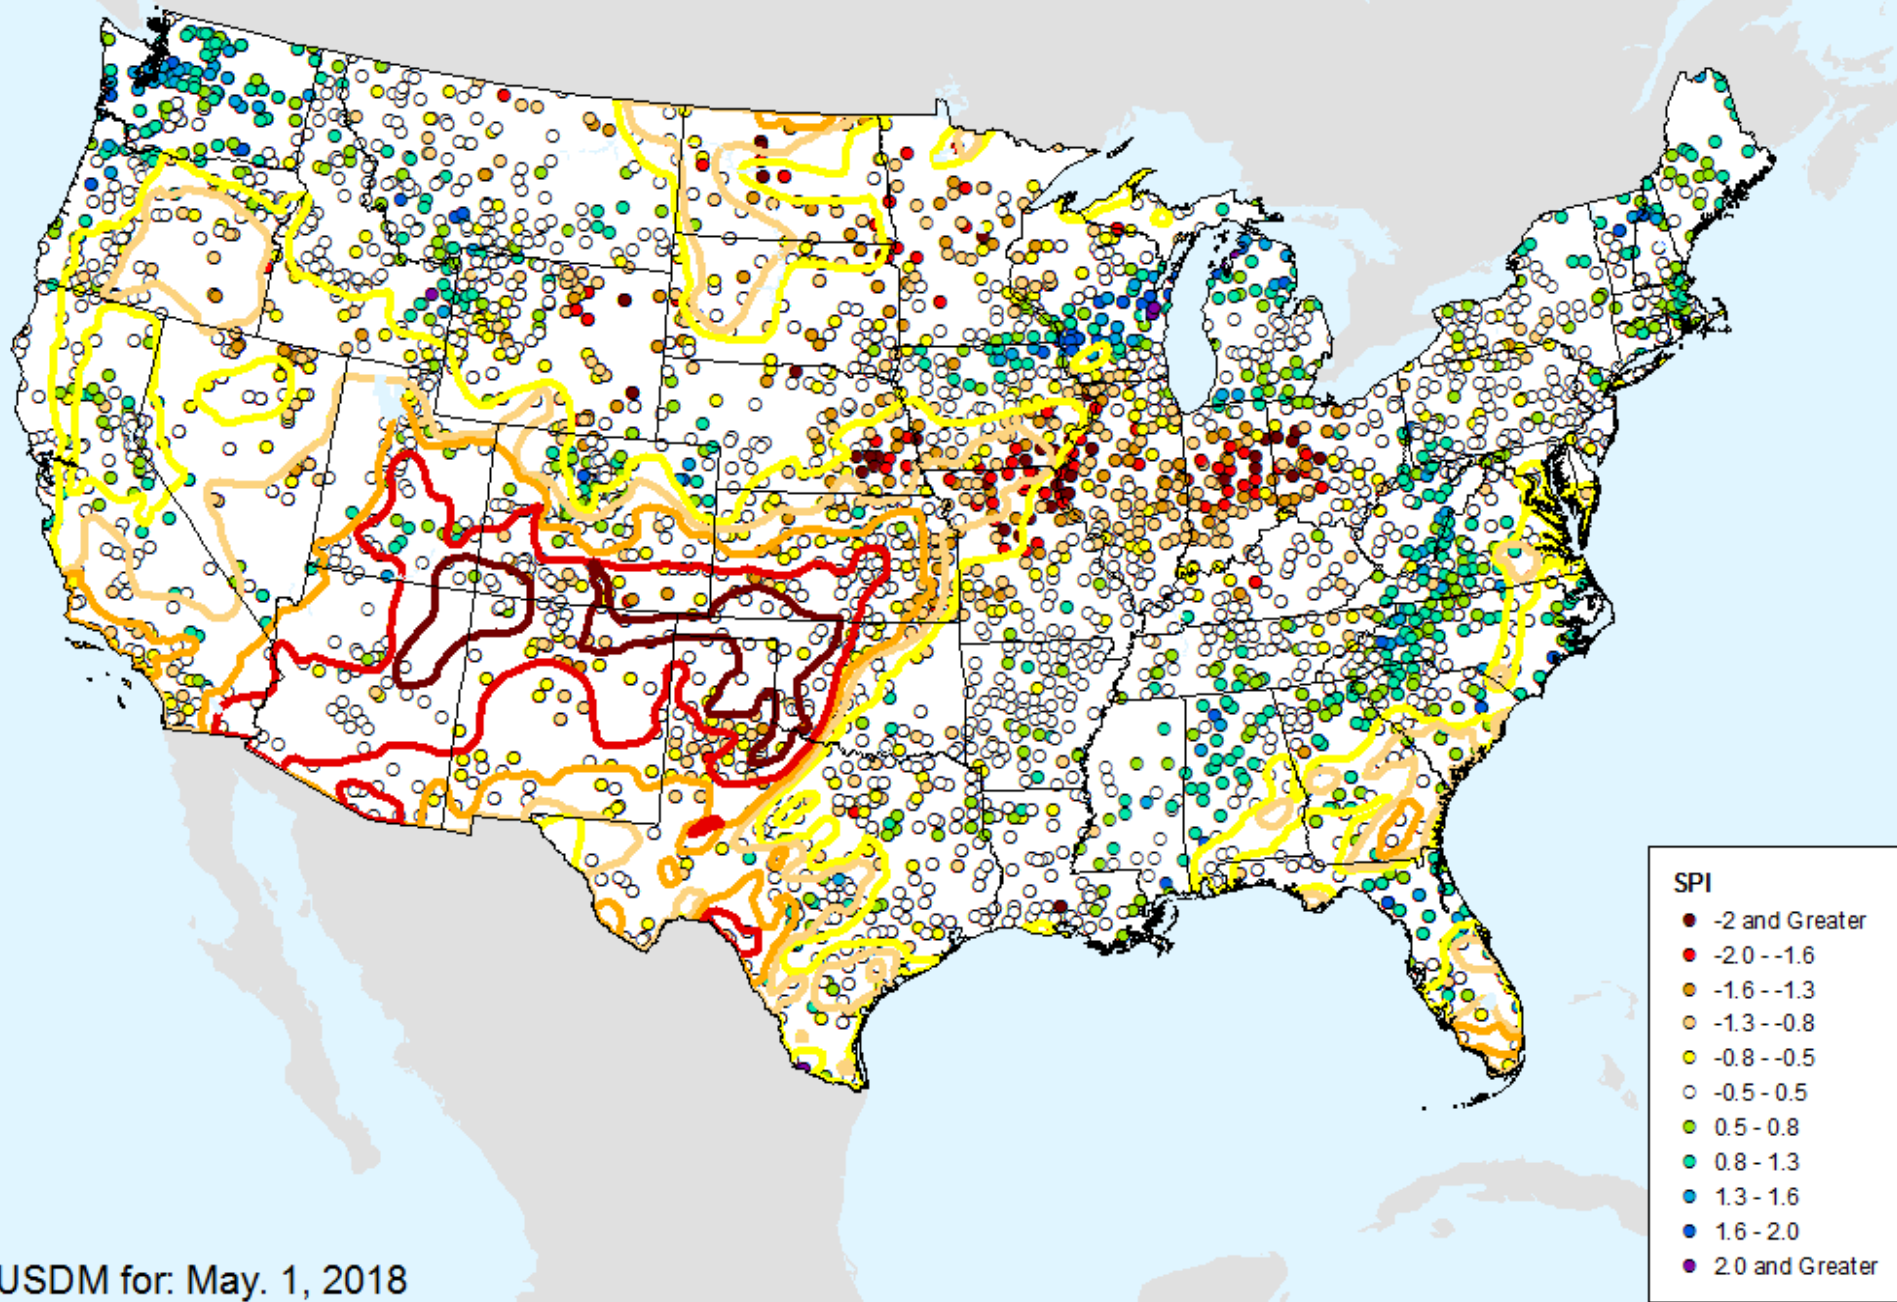 SPI
-2 and Greater
-2.0 - -1.6
-1.6 - -1.3
-1.3 - -0.8
-0.8 - -0.5
-0.5 - 0.5
0.5 - 0.8
0.8 - 1.3
1.3 - 1.6
1.6 - 2.0
2.0 and Greater
USDM for: May. 1, 2018